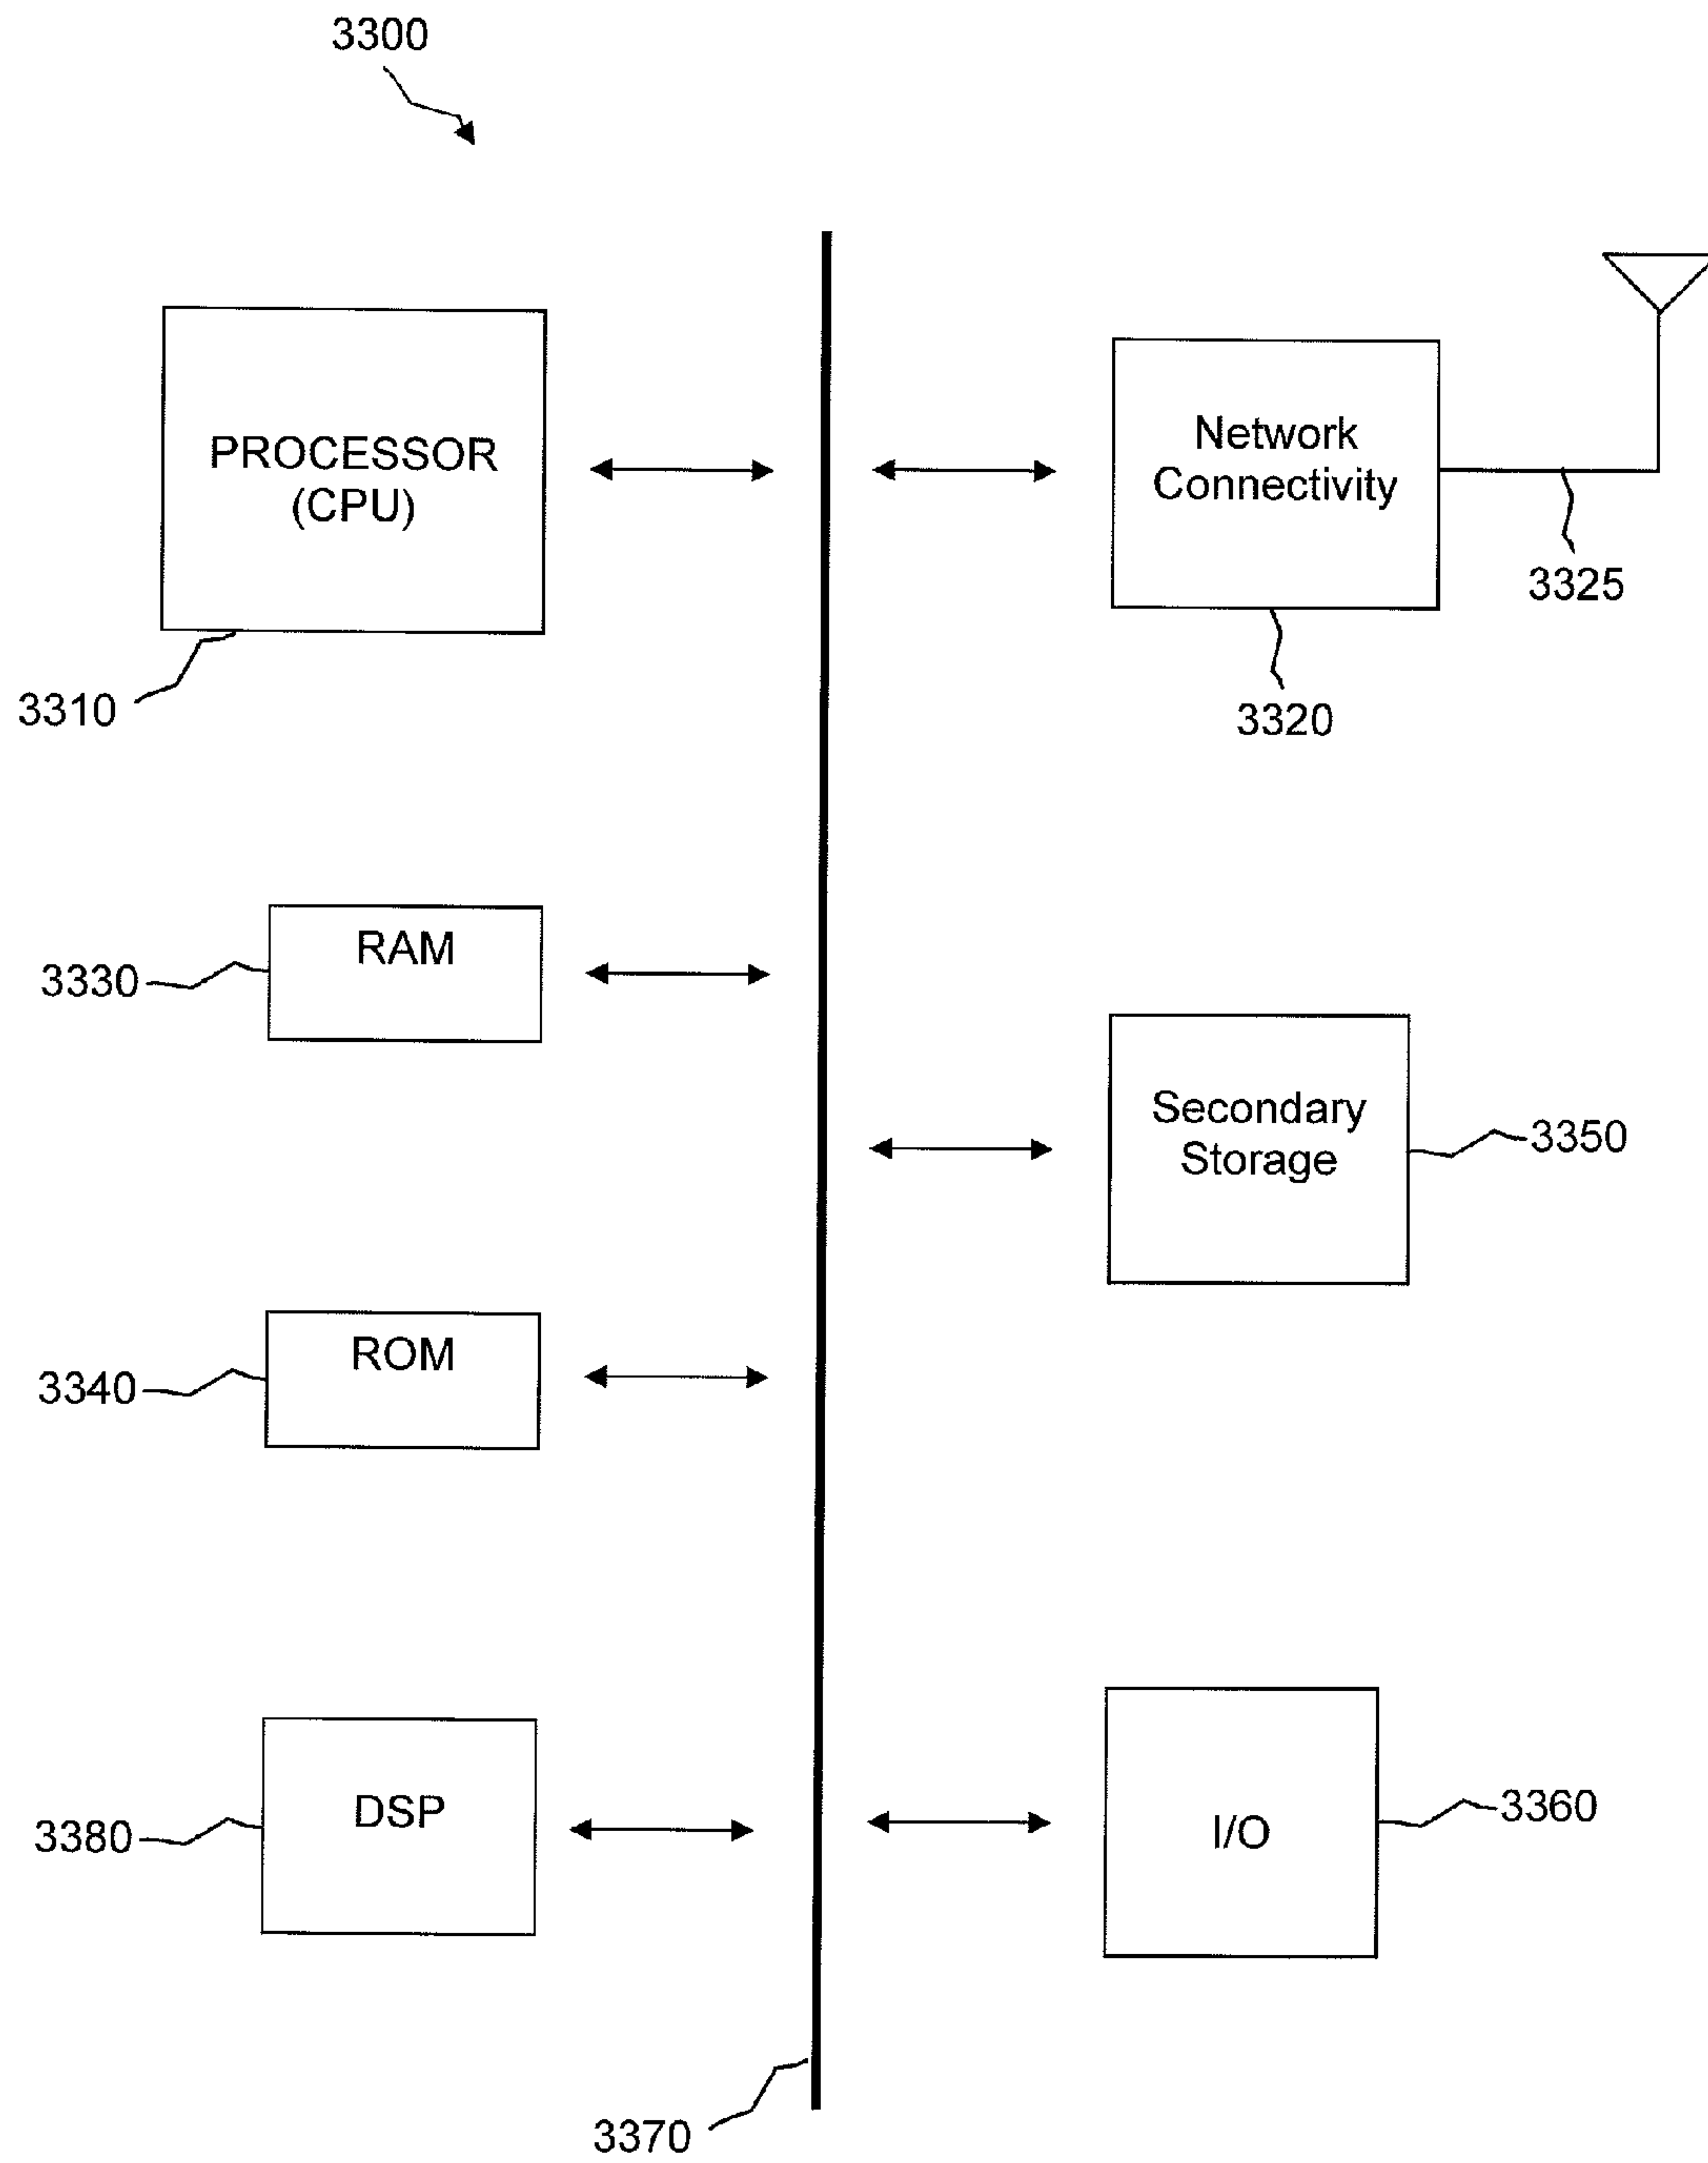 3300
PROCESSOR
(CPU)
3310
Network
Connectivity
3325
3320
RAM
3330
Secondary
Storage
3350
ROM
3340
DSP
3380
I/O
3360
3370